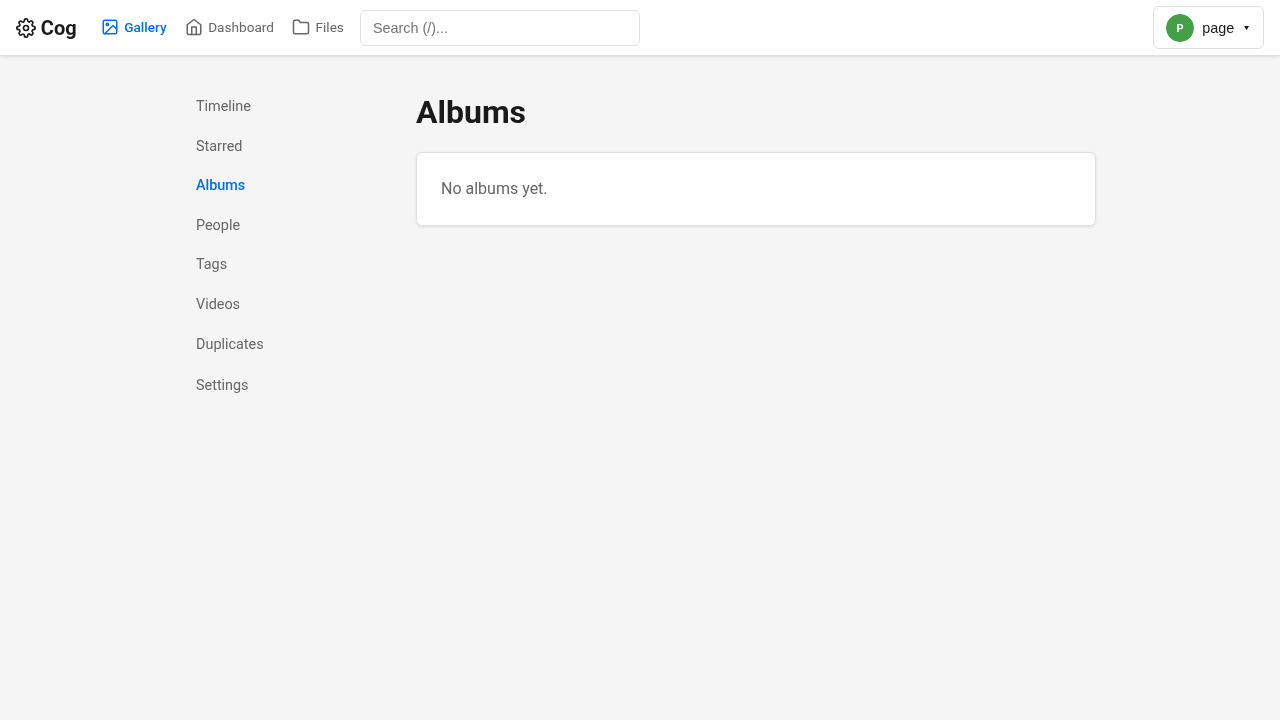 Cog Gallery Dashboard Files Search (/)... P page
Timeline
Starred
Albums
People
Tags
Videos
Duplicates
Settings
Albums
No albums yet.